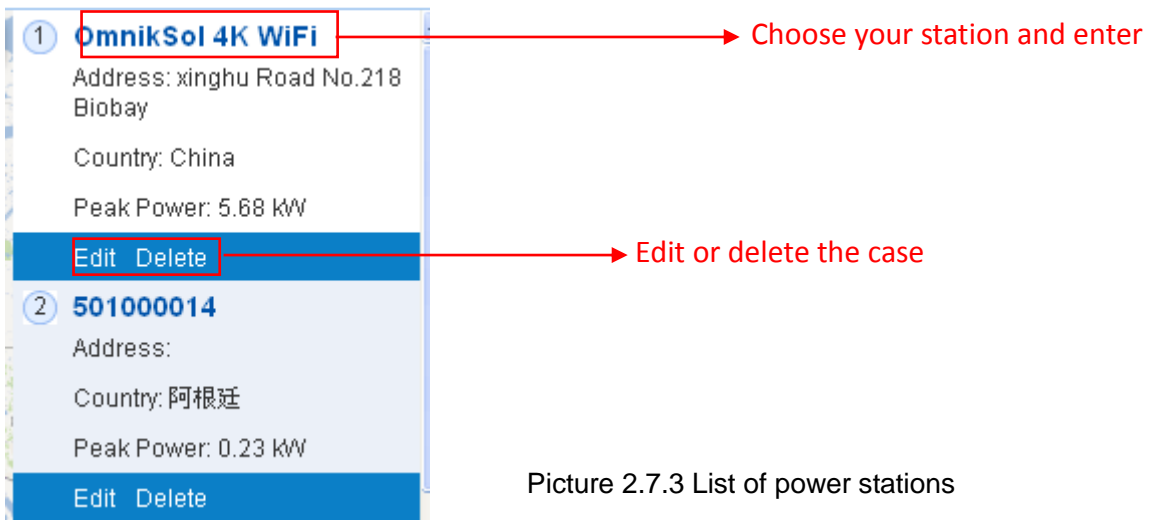 1 OmnikSol 4K WiFi
Choose your station and enter
Address: xinghu Road No.218
Biobay
Country: China
Peak Power: 5.68 kW
Edit Delete
Edit or delete the case
2 501000014
Address:
Country: 阿根廷
Peak Power: 0.23 kW
Edit Delete
Picture 2.7.3 List of power stations